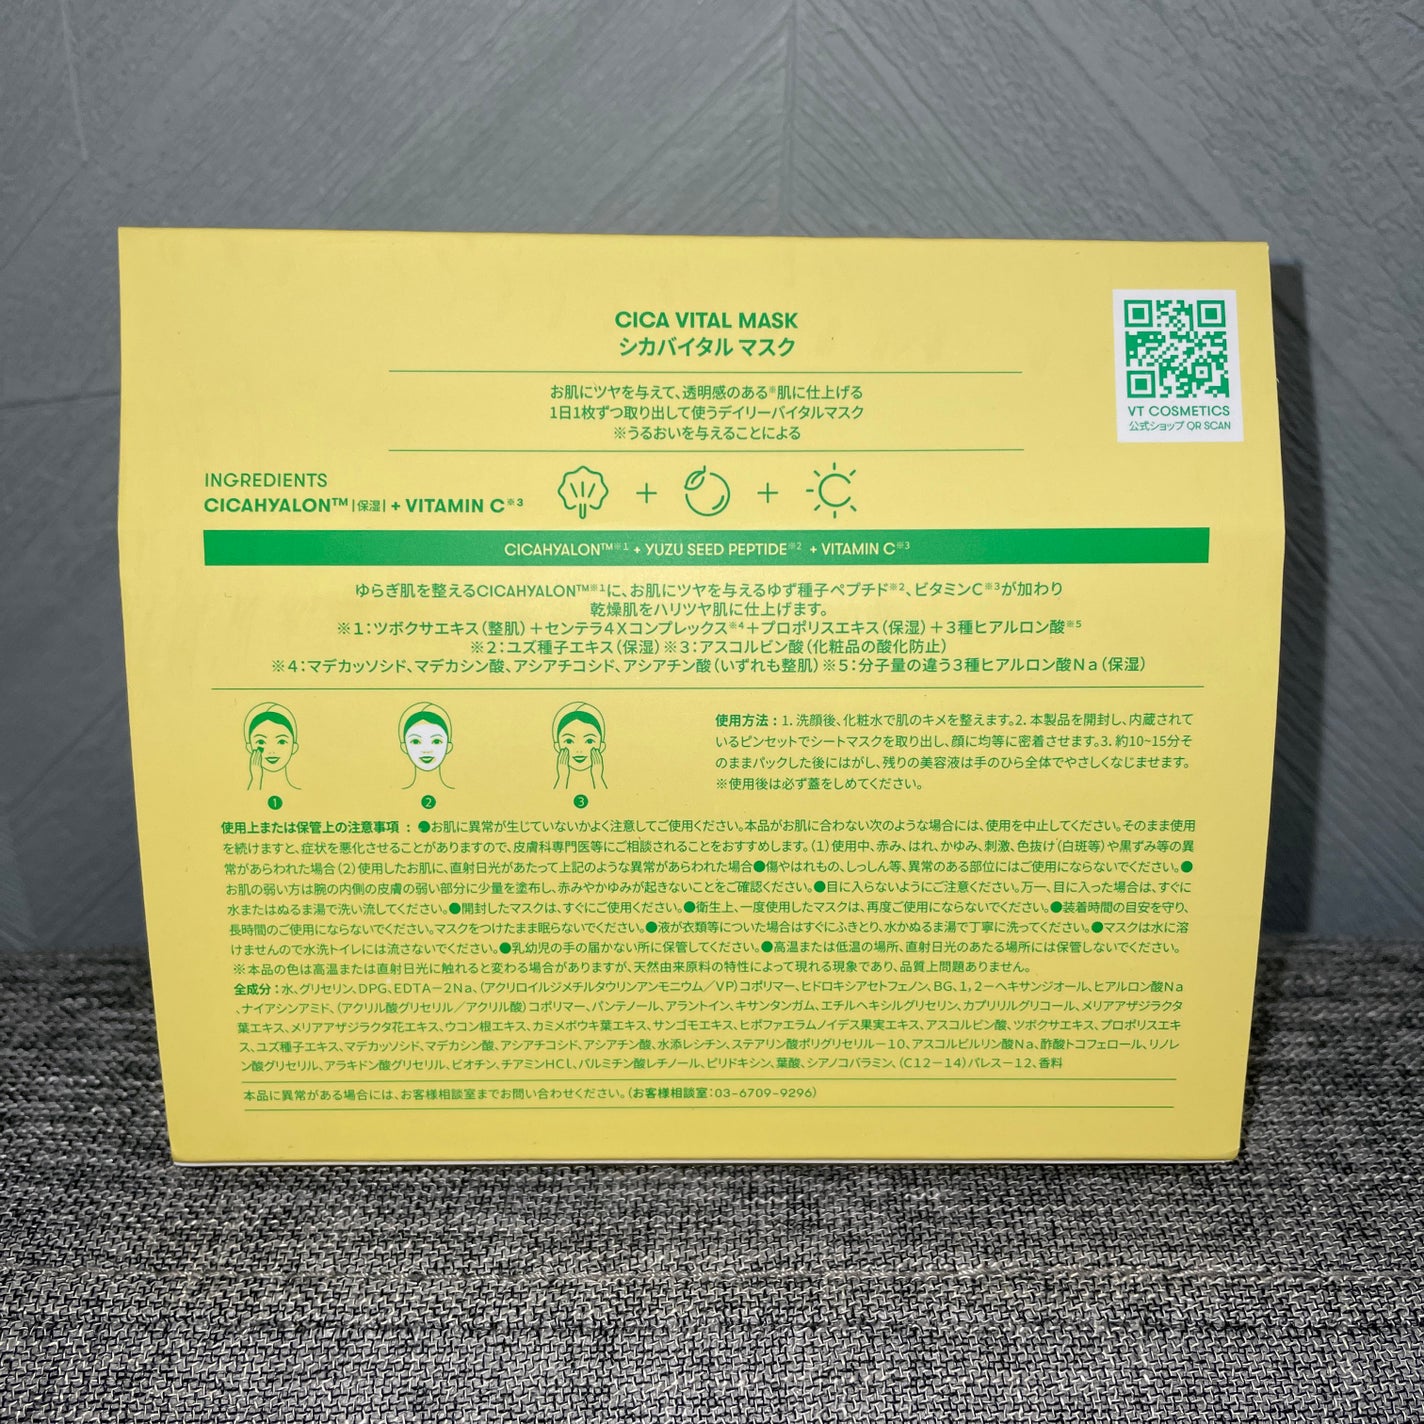 CICA VITAL MASK
シカバイタル マスク
お肌にツヤを与えて、透明感のある※肌に仕上げる
1日1枚ずつ取り出して使うデイリーバイタルマスク
※うるおいを与えることによる
VT COSMETICS
公式ショップ QR SCAN
INGREDIENTS
CICAHYALON™ |保湿| + VITAMIN C※3
CICAHYALON™※1 + YUZU SEED PEPTIDE※2 + VITAMIN C※3
ゆらぎ肌を整えるCICAHYALON™※1に、お肌にツヤを与えるゆず種子ペプチド※2、ビタミンC※3が加わり
乾燥肌をハリツヤ肌に仕上げます。
※1：ツボクサエキス（整肌）＋センテラ4Xコンプレックス※4＋プロポリスエキス（保湿）＋3種ヒアルロン酸※5
※2：ユズ種子エキス（保湿）※3：アスコルビン酸（化粧品の酸化防止）
※4：マデカッソシド、マデカシン酸、アシアチコシド、アシアチン酸（いずれも整肌）※5：分子量の違う3種ヒアルロン酸Na（保湿）
1
2
3
使用方法：1. 洗顔後、化粧水で肌のキメを整えます。2. 本製品を開封し、内蔵されて
いるピンセットでシートマスクを取り出し、顔に均等に密着させます。3. 約10~15分そ
のままパックした後にはがし、残りの美容液は手のひら全体でやさしくなじませます。
※使用後は必ず蓋をしめてください。
使用上または保管上の注意事項 ： ●お肌に異常が生じていないかよく注意してご使用ください。本品がお肌に合わない次のような場合には、使用を中止してください。そのまま使用
を続けますと、症状を悪化させることがありますので、皮膚科専門医等にご相談されることをおすすめします。（1）使用中、赤み、はれ、かゆみ、刺激、色抜け（白斑等）や黒ずみ等の異
常があらわれた場合（2）使用したお肌に、直射日光があたって上記のような異常があらわれた場合●傷やはれもの、しっしん等、異常のある部位にはご使用にならないでください。●
お肌の弱い方は腕の内側の皮膚の弱い部分に少量を塗布し、赤みやかゆみが起きないことをご確認ください。●目に入らないようにご注意ください。万一、目に入った場合は、すぐに
水またはぬるま湯で洗い流してください。●開封したマスクは、すぐにご使用ください。●衛生上、一度使用したマスクは、再度ご使用にならないでください。●装着時間の目安を守り、
長時間のご使用にならないでください。マスクをつけたまま眠らないでください。●液が衣類等についた場合はすぐにふきとり、水かぬるま湯で丁寧に洗ってください。●マスクは水に溶
けませんので水洗トイレには流さないでください。●乳幼児の手の届かない所に保管してください。●高温または低温の場所、直射日光のあたる場所には保管しないでください。
※本品の色は高温または直射日光に触れると変わる場合がありますが、天然由来原料の特性によって現れる現象であり、品質上問題ありません。
全成分：水、グリセリン、DPG、EDTA－2Na、（アクリロイルジメチルタウリンアンモニウム／VP）コポリマー、ヒドロキシアセトフェノン、BG、1，2－ヘキサンジオール、ヒアルロン酸Na
、ナイアシンアミド、（アクリル酸グリセリル／アクリル酸）コポリマー、パンテノール、アラントイン、キサンタンガム、エチルヘキシルグリセリン、カプリリルグリコール、メリアアザジラクタ
葉エキス、メリアアザジラクタ花エキス、ウコン根エキス、カミメボウキ葉エキス、サンゴモエキス、ヒポファエラムノイデス果実エキス、アスコルビン酸、ツボクサエキス、プロポリスエキ
ス、ユズ種子エキス、マデカッソシド、マデカシン酸、アシアチコシド、アシアチン酸、水添レシチン、ステアリン酸ポリグリセリル－10、アスコルビルリン酸Na、酢酸トコフェロール、リノレ
ン酸グリセリル、アラキドン酸グリセリル、ビオチン、チアミンHCl、パルミチン酸レチノール、ピリドキシン、葉酸、シアノコバラミン、（C12－14）パレス－12、香料
本品に異常がある場合には、お客様相談室までお問い合わせください。（お客様相談室：03-6709-9296）